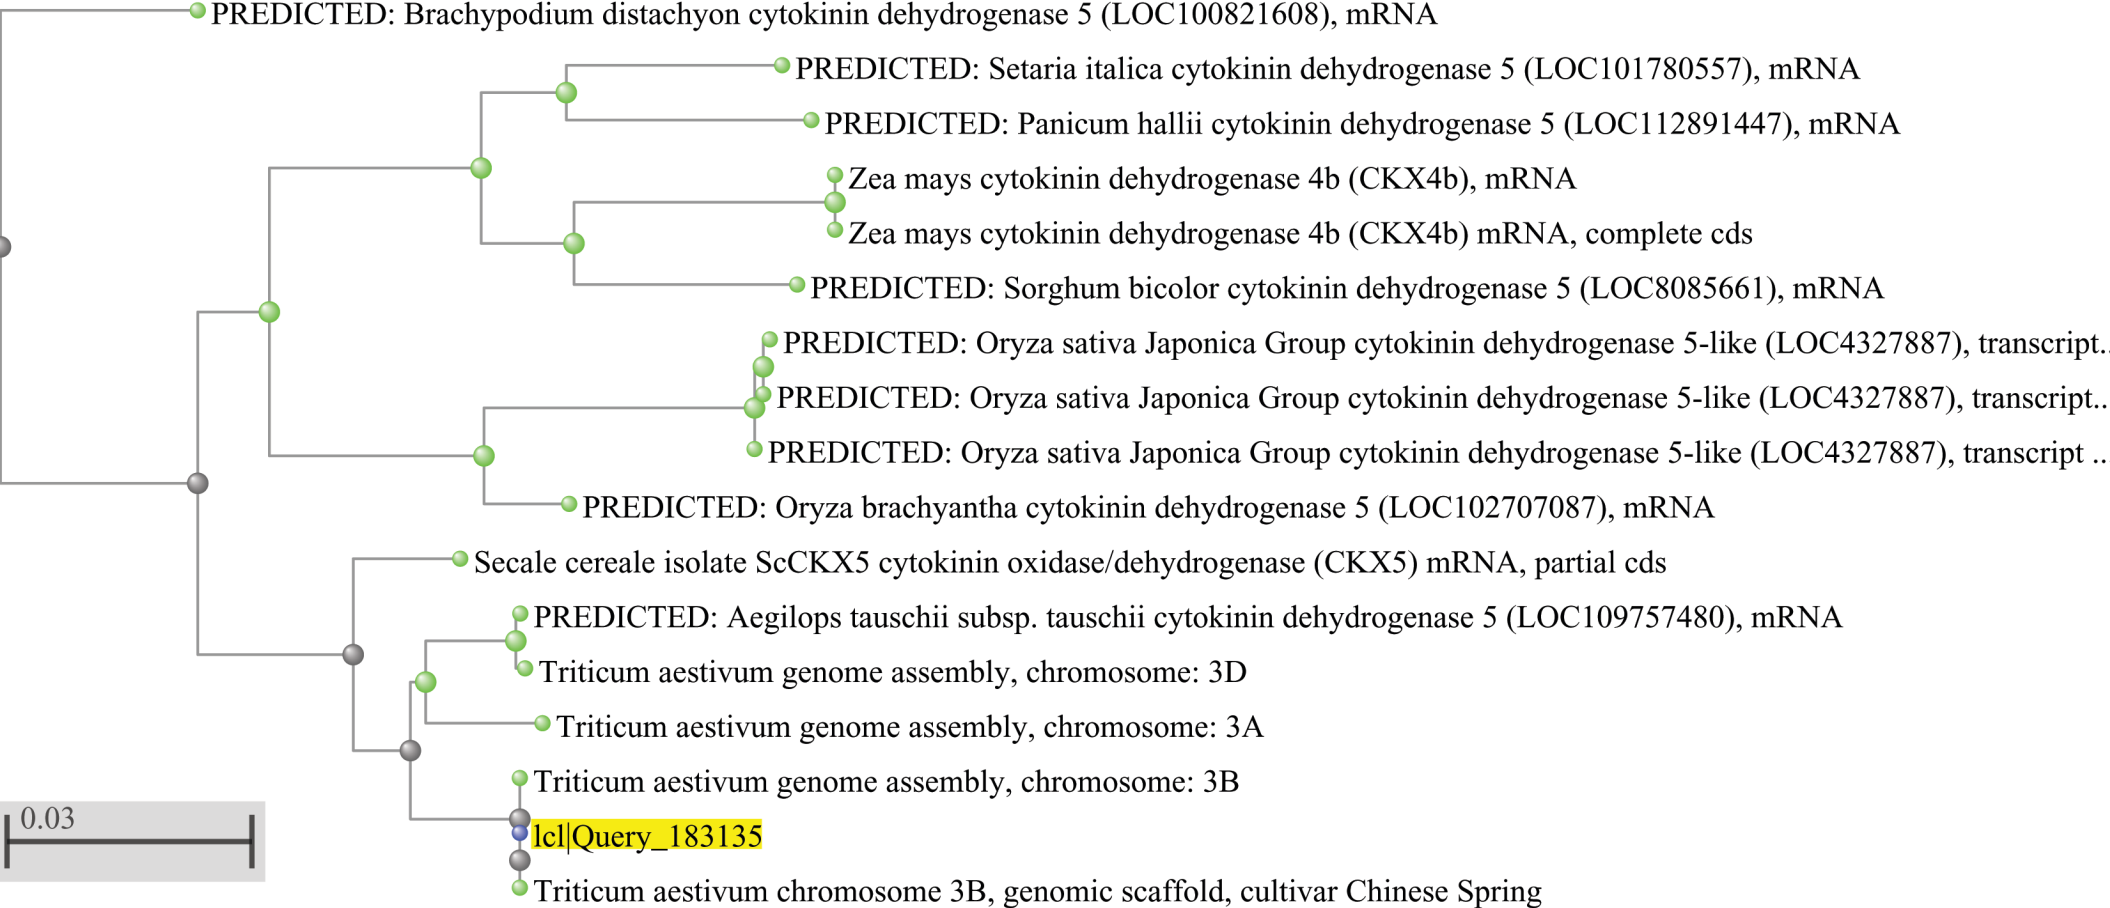 PREDICTED: Brachypodium distachyon cytokinin dehydrogenase 5 (LOC100821608), mRNA
PREDICTED: Setaria italica cytokinin dehydrogenase 5 (LOC101780557), mRNA
PREDICTED: Panicum hallii cytokinin dehydrogenase 5 (LOC112891447), mRNA
Zea mays cytokinin dehydrogenase 4b (CKX4b), mRNA
Zea mays cytokinin dehydrogenase 4b (CKX4b) mRNA, complete cds
PREDICTED: Sorghum bicolor cytokinin dehydrogenase 5 (LOC8085661), mRNA
PREDICTED: Oryza sativa Japonica Group cytokinin dehydrogenase 5-like (LOC4327887), transcript..
PREDICTED: Oryza sativa Japonica Group cytokinin dehydrogenase 5-like (LOC4327887), transcript..
PREDICTED: Oryza sativa Japonica Group cytokinin dehydrogenase 5-like (LOC4327887), transcript ..
PREDICTED: Oryza brachyantha cytokinin dehydrogenase 5 (LOC102707087), mRNA
Secale cereale isolate ScCKX5 cytokinin oxidase/dehydrogenase (CKX5) mRNA, partial cds
PREDICTED: Aegilops tauschii subsp. tauschii cytokinin dehydrogenase 5 (LOC109757480), mRNA
Triticum aestivum genome assembly, chromosome: 3D
Triticum aestivum genome assembly, chromosome: 3A
Triticum aestivum genome assembly, chromosome: 3B
0.03
lcl|Query_183135
Triticum aestivum chromosome 3B, genomic scaffold, cultivar Chinese Spring